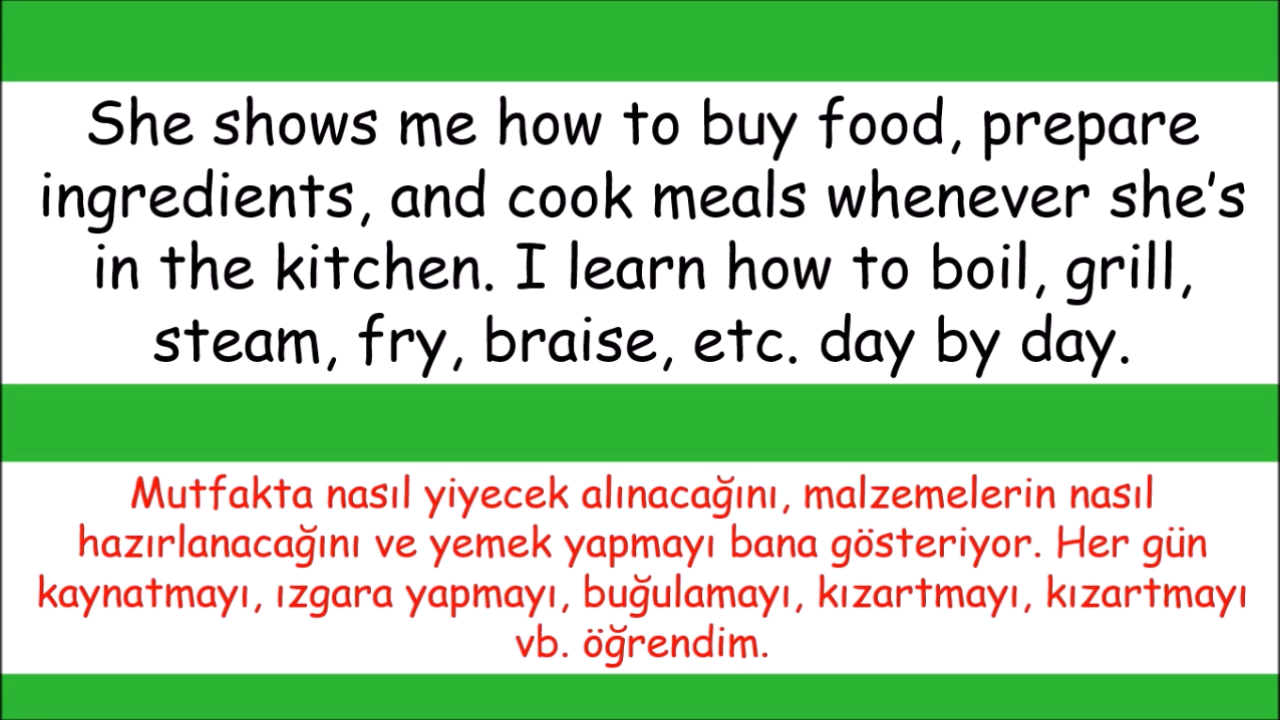 She shows me how to buy food, prepare
ingredients, and cook meals whenever she's
in the kitchen. I learn how to boil, grill,
steam, fry, braise, etc. day by day.
Mutfakta nasıl yiyecek alınacağını, malzemelerin nasıl
hazırlanacağını ve yemek yapmayı bana gösteriyor. Her gün
kaynatmayı, ızgara yapmayı, buğulamayı, kızartmayı, kızartmayı
vb. öğrendim.